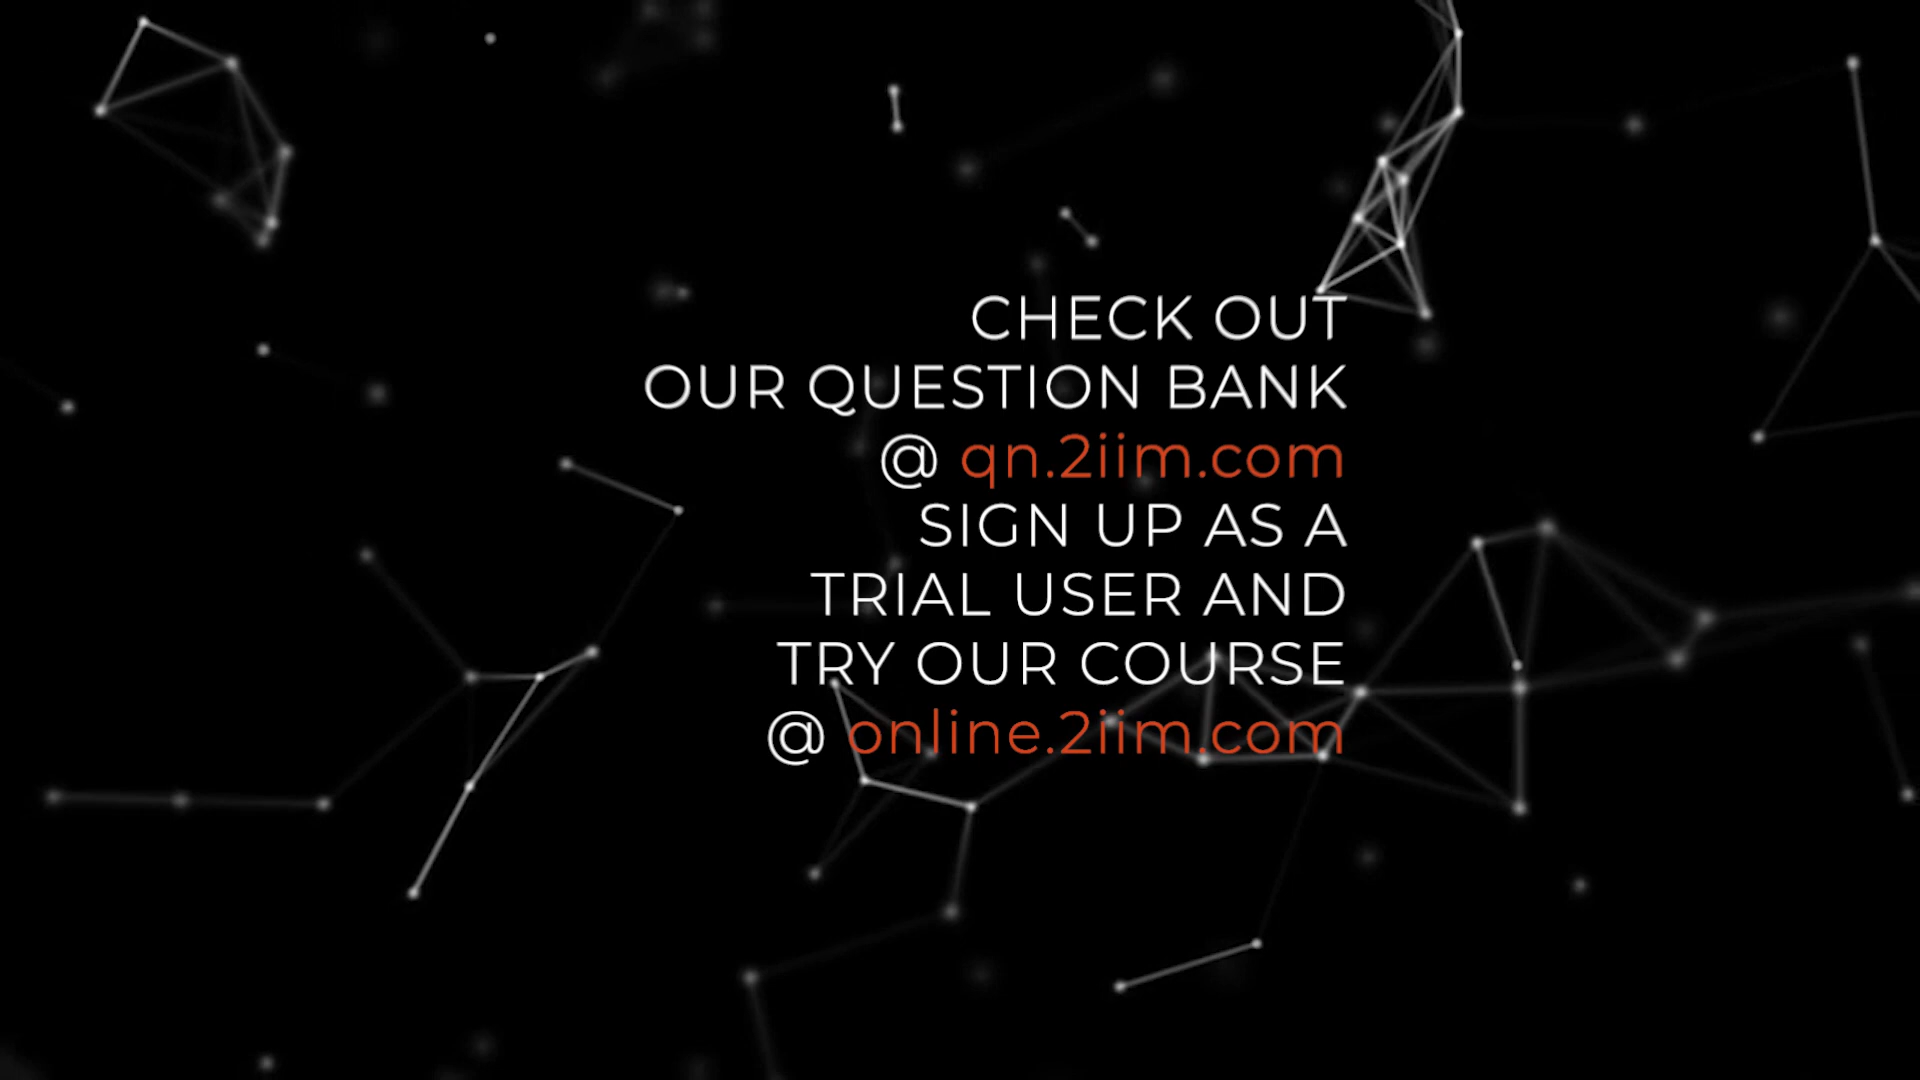 CHECK OUT
OUR QUESTION BANK
@ qn.2iim.com
SIGN UP AS A
TRIAL USER AND
TRY OUR COURSE
@ online.2iim.com